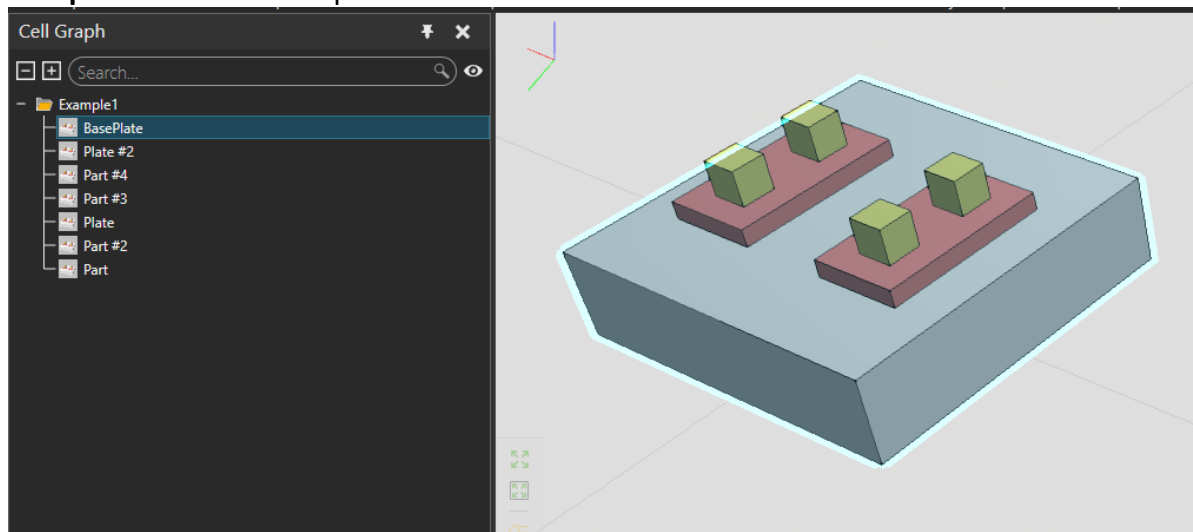 Cell Graph
Search...
Example1
BasePlate
Plate #2
Part #4
Part #3
Plate
Part #2
Part